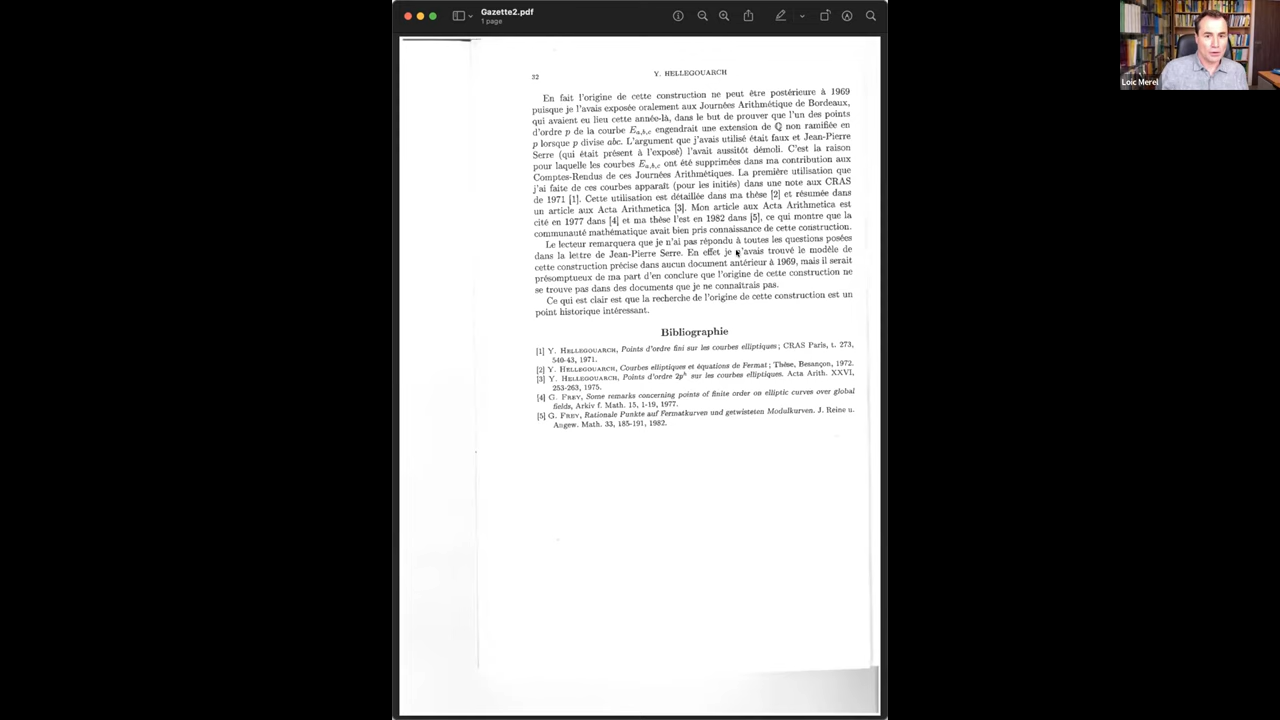 Gazette2.pdf
1 page
Loic Merel
32
Y. HELLEGOUARCH
En fait l'origine de cette construction ne peut être postérieure à 1969
puisque je l'avais exposée oralement aux Journées Arithmétique de Bordeaux,
qui avaient eu lieu cette année-là, dans le but de prouver que l'un des points
d'ordre p de la courbe E_{a,b,c} engendrait une extension de ℚ non ramifiée en
p lorsque p divise abc. L'argument que j'avais utilisé était faux et Jean-Pierre
Serre (qui était présent à l'exposé) l'avait aussitôt démoli. C'est la raison
pour laquelle les courbes E_{a,b,c} ont été supprimées dans ma contribution aux
Comptes-Rendus de ces Journées Arithmétiques. La première utilisation que
j'ai faite de ces courbes apparaît (pour les initiés) dans une note aux CRAS
de 1971 [1]. Cette utilisation est détaillée dans ma thèse [2] et résumée dans
un article aux Acta Arithmetica [3]. Mon article aux Acta Arithmetica est
cité en 1977 dans [4] et ma thèse l'est en 1982 dans [5], ce qui montre que la
communauté mathématique avait bien pris connaissance de cette construction.
Le lecteur remarquera que je n'ai pas répondu à toutes les questions posées
dans la lettre de Jean-Pierre Serre. En effet je n'avais trouvé le modèle de
cette construction précise dans aucun document antérieur à 1969, mais il serait
présomptueux de ma part d'en conclure que l'origine de cette construction ne
se trouve pas dans des documents que je ne connaîtrais pas.
Ce qui est clair est que la recherche de l'origine de cette construction est un
point historique intéressant.
Bibliographie
[1] Y. HELLEGOUARCH, Points d'ordre fini sur les courbes elliptiques ; CRAS Paris, t. 273,
540-43, 1971.
[2] Y. HELLEGOUARCH, Courbes elliptiques et équations de Fermat ; Thèse, Besançon, 1972.
[3] Y. HELLEGOUARCH, Points d'ordre 2p^h sur les courbes elliptiques. Acta Arith. XXVI,
253-263, 1975.
[4] G. FREY, Some remarks concerning points of finite order on elliptic curves over global
fields, Arkiv f. Math. 15, 1-19, 1977.
[5] G. FREY, Rationale Punkte auf Fermatkurven und getwisteten Modulkurven. J. Reine u.
Angew. Math. 33, 185-191, 1982.